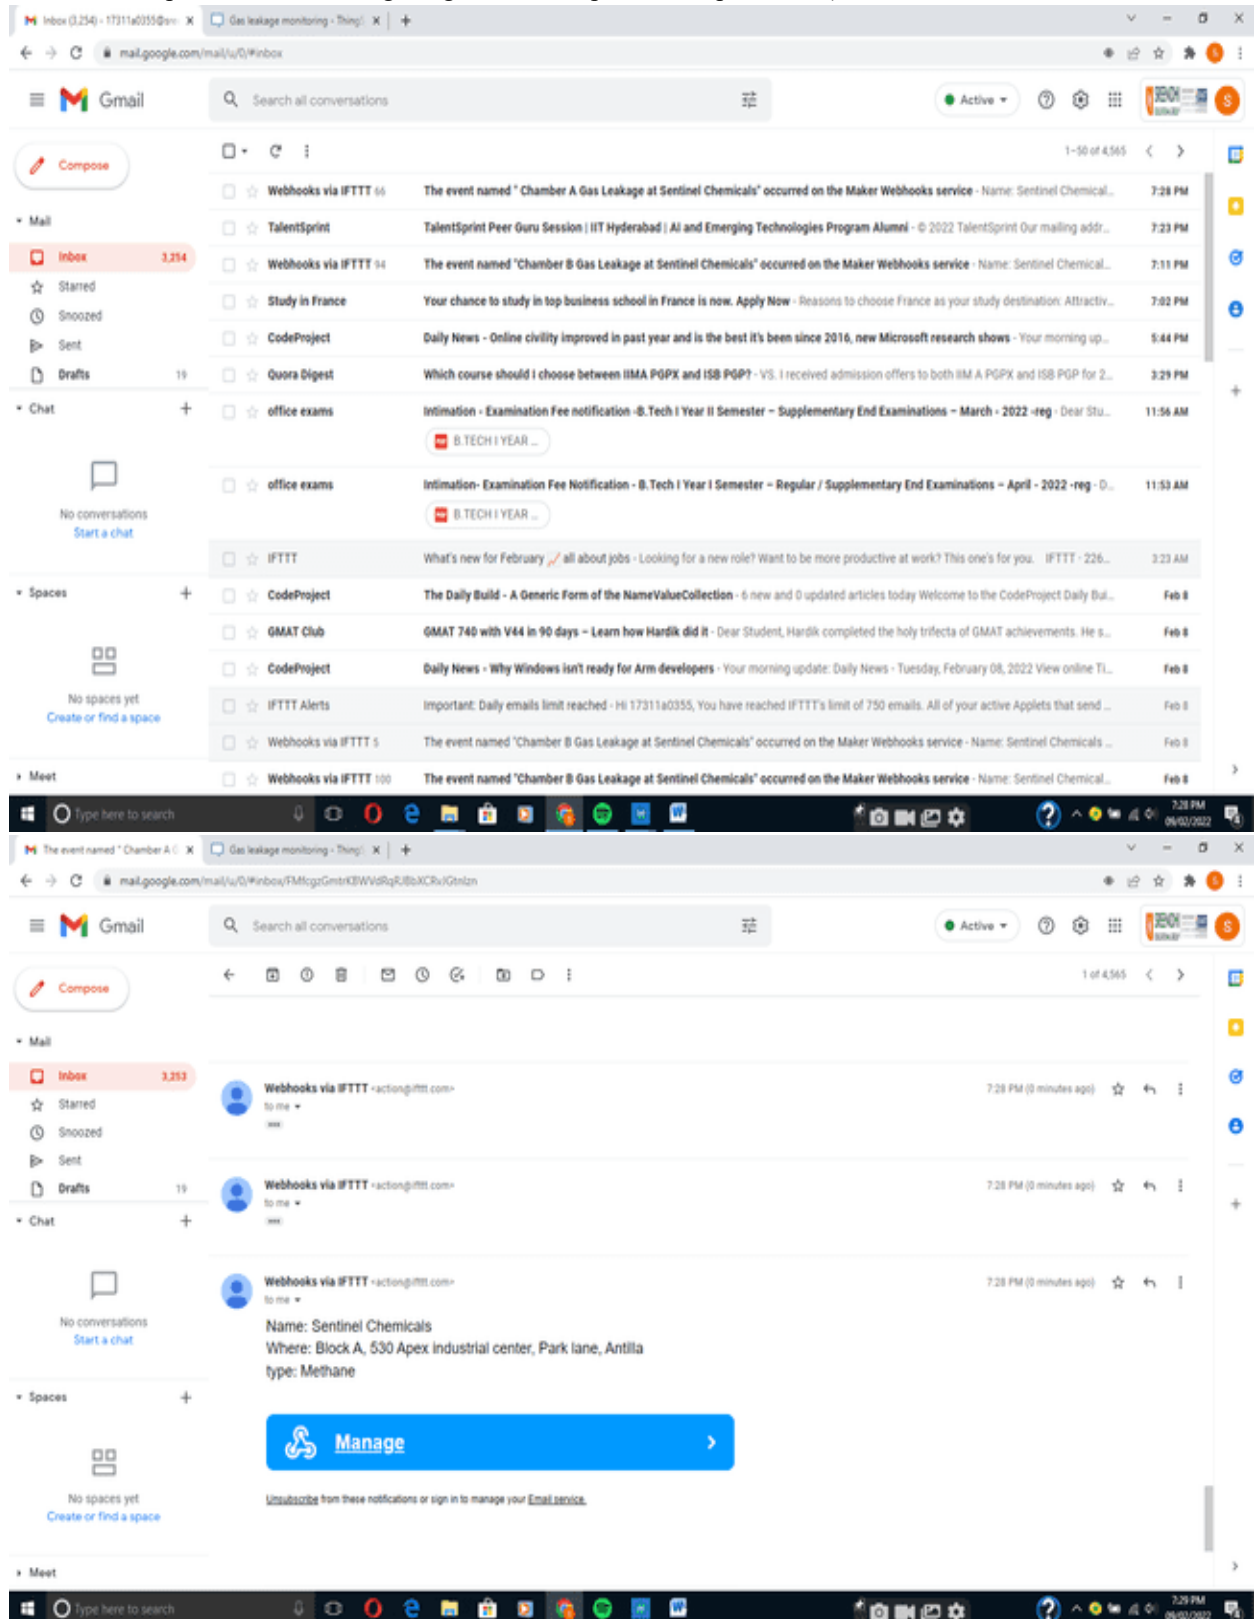 Inbox (3,254) - 17311a0355@sre
Gas leakage monitoring - Thing
mail.google.com/mail/u/0/#inbox
Gmail
Search all conversations
Active
S
Compose
1-50 of 4,565
Webhooks via IFTTT 66 The event named " Chamber A Gas Leakage at Sentinel Chemicals" occurred on the Maker Webhooks service - Name: Sentinel Chemical... 7:28 PM
Mail
TalentSprint TalentSprint Peer Guru Session | IIT Hyderabad | AI and Emerging Technologies Program Alumni - © 2022 TalentSprint Our mailing addr... 7:23 PM
Inbox 3,254
Webhooks via IFTTT 94 The event named "Chamber B Gas Leakage at Sentinel Chemicals" occurred on the Maker Webhooks service - Name: Sentinel Chemical... 7:11 PM
Starred
Study in France Your chance to study in top business school in France is now. Apply Now - Reasons to choose France as your study destination: Attractiv... 7:02 PM
Snoozed
CodeProject Daily News - Online civility improved in past year and is the best it's been since 2016, new Microsoft research shows - Your morning up... 5:44 PM
Sent
Drafts 19
Quora Digest Which course should I choose between IIMA PGPX and ISB PGP? - VS. I received admission offers to both IIM A PGPX and ISB PGP for 2... 3:29 PM
Chat
office exams Intimation - Examination Fee notification -B.Tech I Year II Semester – Supplementary End Examinations – March - 2022 -reg - Dear Stu... 11:56 AM
B.TECH I YEAR ...
office exams Intimation- Examination Fee Notification - B.Tech I Year I Semester – Regular / Supplementary End Examinations – April - 2022 -reg - D... 11:53 AM
B.TECH I YEAR ...
No conversations
Start a chat
IFTTT What's new for February all about jobs - Looking for a new role? Want to be more productive at work? This one's for you. IFTTT - 226... 3:23 AM
Spaces
CodeProject The Daily Build - A Generic Form of the NameValueCollection - 6 new and 0 updated articles today Welcome to the CodeProject Daily Bui... Feb 8
GMAT Club GMAT 740 with V44 in 90 days – Learn how Hardik did it - Dear Student, Hardik completed the holy trifecta of GMAT achievements. He s... Feb 8
CodeProject Daily News - Why Windows isn't ready for Arm developers - Your morning update: Daily News - Tuesday, February 08, 2022 View online Ti... Feb 8
No spaces yet
Create or find a space
IFTTT Alerts Important: Daily emails limit reached - Hi 17311a0355, You have reached IFTTT's limit of 750 emails. All of your active Applets that send ... Feb 8
Webhooks via IFTTT 5 The event named "Chamber B Gas Leakage at Sentinel Chemicals" occurred on the Maker Webhooks service - Name: Sentinel Chemicals ... Feb 8
Meet
Webhooks via IFTTT 100 The event named "Chamber B Gas Leakage at Sentinel Chemicals" occurred on the Maker Webhooks service - Name: Sentinel Chemical... Feb 8
Type here to search
7:28 PM
09/02/2022
The event named " Chamber A G
Gas leakage monitoring - Thing
Gmail
Search all conversations
Active
S
Compose
1 of 4,565
Mail
Inbox 3,253
Starred
Snoozed
Sent
Drafts 19
Chat
No conversations
Start a chat
Spaces
No spaces yet
Create or find a space
Meet
Webhooks via IFTTT <action@ifttt.com> 7:28 PM (0 minutes ago)
to me
Webhooks via IFTTT <action@ifttt.com> 7:28 PM (0 minutes ago)
to me
Webhooks via IFTTT <action@ifttt.com> 7:28 PM (0 minutes ago)
to me
Name: Sentinel Chemicals
Where: Block A, 530 Apex industrial center, Park lane, Antilla
type: Methane
Manage
Unsubscribe from these notifications or sign in to manage your Email service.
Type here to search
7:29 PM
09/02/2022